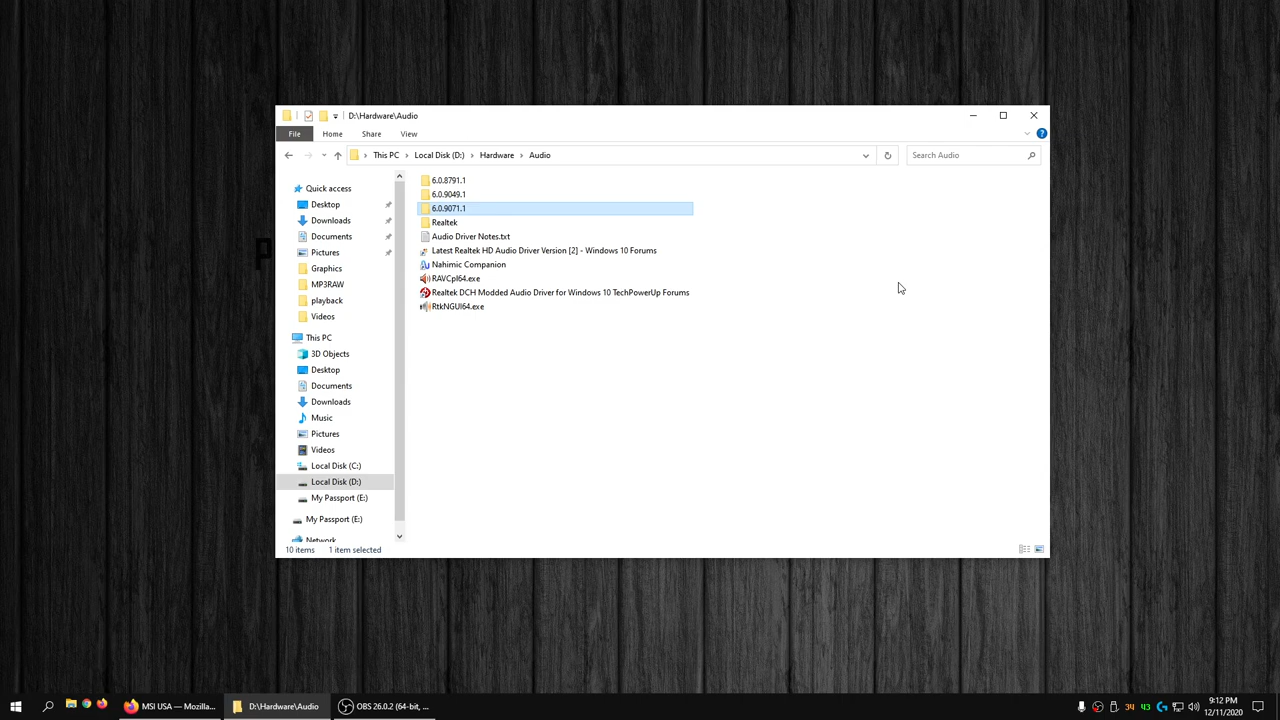 D:\Hardware\Audio
File Home Share View
This PC Local Disk (D:) Hardware Audio
Search Audio
Quick access
Desktop
Downloads
Documents
Pictures
Graphics
MP3RAW
playback
Videos
This PC
3D Objects
Desktop
Documents
Downloads
Music
Pictures
Videos
Local Disk (C:)
Local Disk (D:)
My Passport (E:)
My Passport (E:)
Network
6.0.8791.1
6.0.9049.1
6.0.9071.1
Realtek
Audio Driver Notes.txt
Latest Realtek HD Audio Driver Version [2] - Windows 10 Forums
Nahimic Companion
RAVCpl64.exe
Realtek DCH Modded Audio Driver for Windows 10 TechPowerUp Forums
RtkNGUI64.exe
10 items 1 item selected
P
MSI USA — Mozilla...
D:\Hardware\Audio
OBS 26.0.2 (64-bit, ...
34 43
9:12 PM
12/11/2020